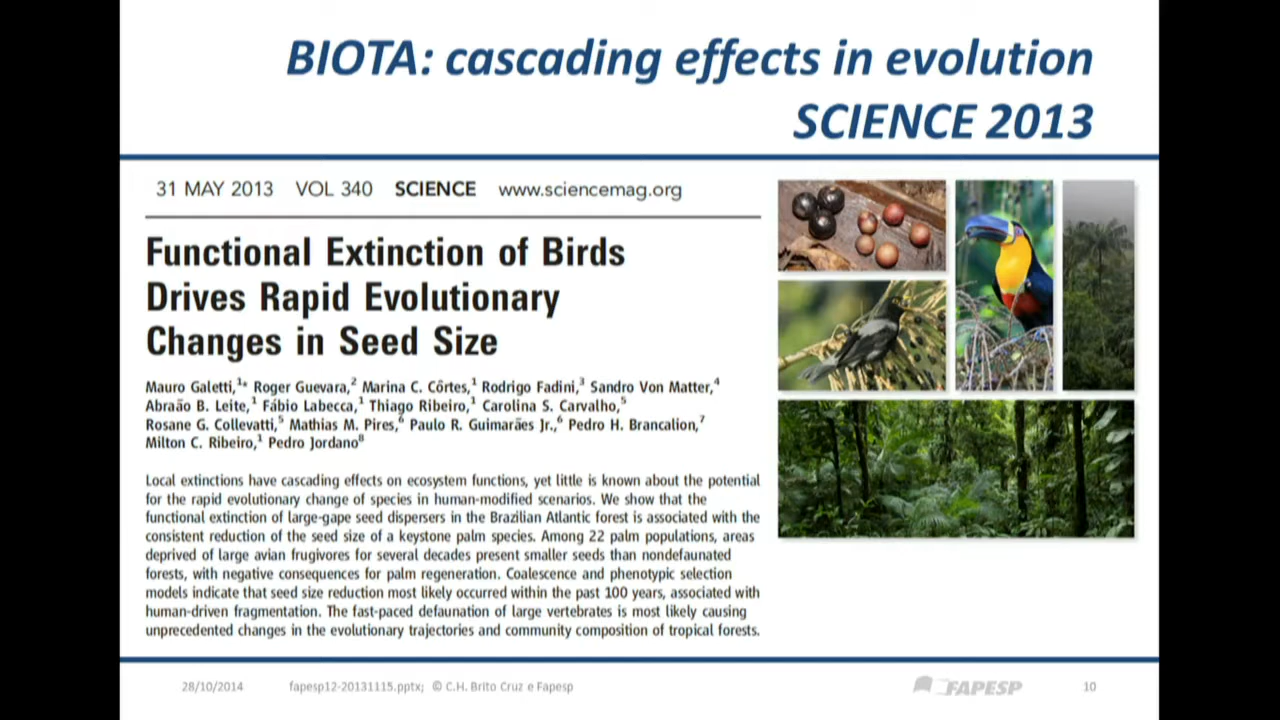 BIOTA: cascading effects in evolution
SCIENCE 2013
31 MAY 2013 VOL 340 SCIENCE www.sciencemag.org
Functional Extinction of Birds
Drives Rapid Evolutionary
Changes in Seed Size
Mauro Galetti,¹* Roger Guevara,² Marina C. Côrtes,¹ Rodrigo Fadini,³ Sandro Von Matter,⁴
Abraão B. Leite,¹ Fábio Labecca,¹ Thiago Ribeiro,¹ Carolina S. Carvalho,⁵
Rosane G. Collevatti,⁵ Mathias M. Pires,⁶ Paulo R. Guimarães Jr.,⁶ Pedro H. Brancalion,⁷
Milton C. Ribeiro,¹ Pedro Jordano⁸
Local extinctions have cascading effects on ecosystem functions, yet little is known about the potential
for the rapid evolutionary change of species in human-modified scenarios. We show that the
functional extinction of large-gape seed dispersers in the Brazilian Atlantic forest is associated with the
consistent reduction of the seed size of a keystone palm species. Among 22 palm populations, areas
deprived of large avian frugivores for several decades present smaller seeds than nondefaunated
forests, with negative consequences for palm regeneration. Coalescence and phenotypic selection
models indicate that seed size reduction most likely occurred within the past 100 years, associated with
human-driven fragmentation. The fast-paced defaunation of large vertebrates is most likely causing
unprecedented changes in the evolutionary trajectories and community composition of tropical forests.
28/10/2014 fapesp12-20131115.pptx; © C.H. Brito Cruz e Fapesp FAPESP 10